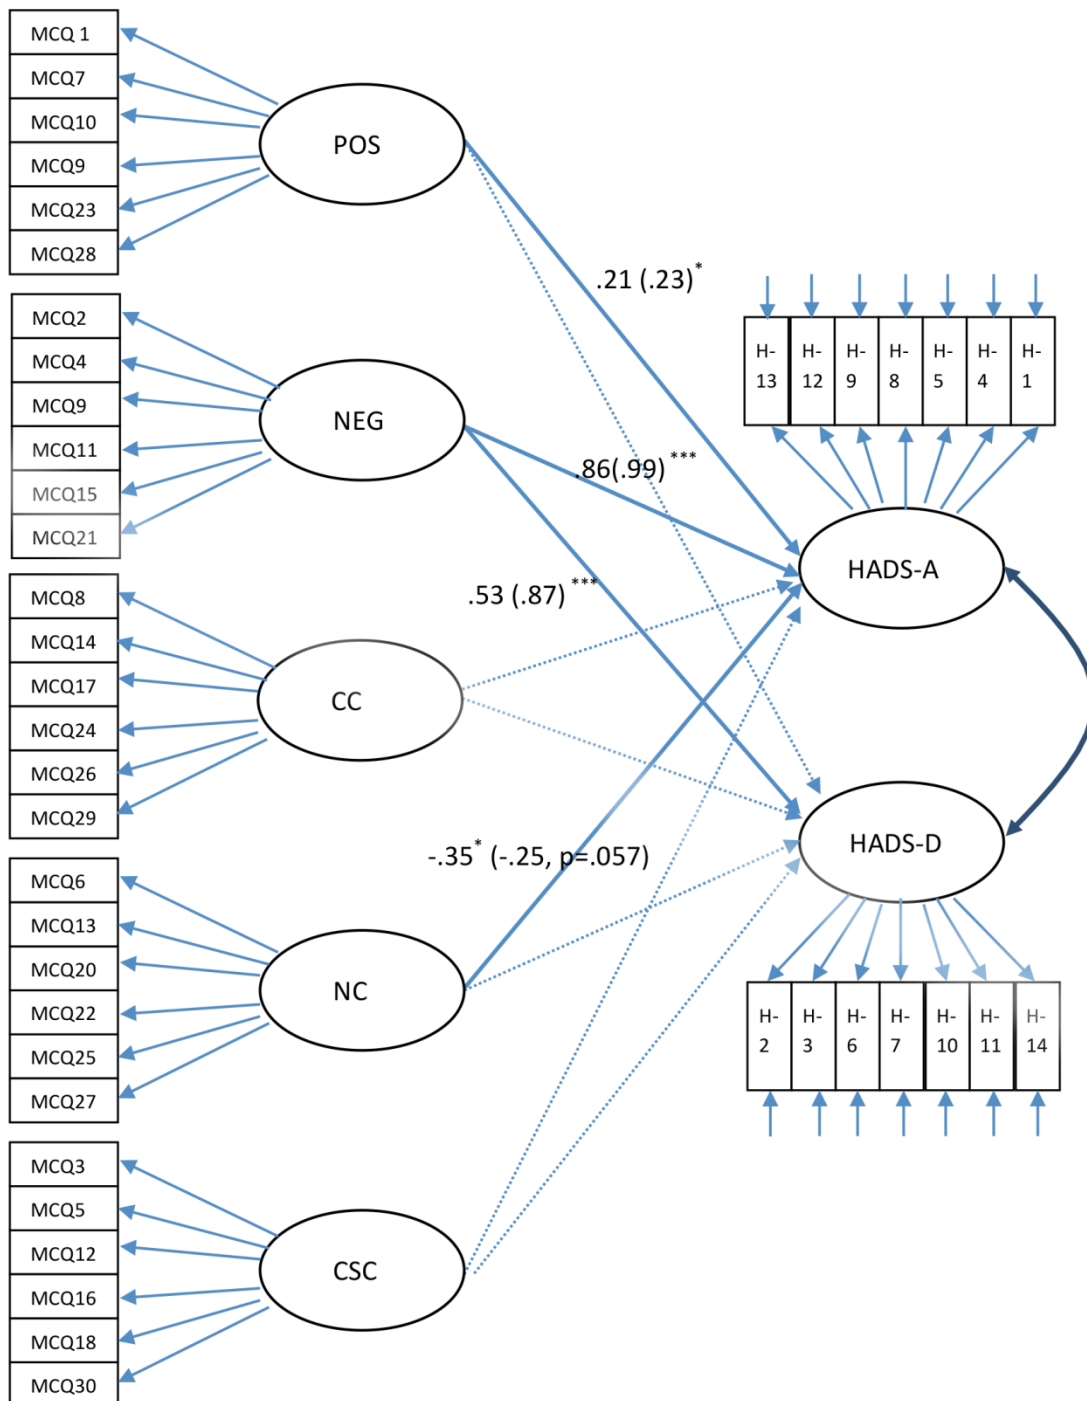 MCQ 1
MCQ7
MCQ10
MCQ9
MCQ23
MCQ28
POS
.21 (.23)*
MCQ2
MCQ4
MCQ9
MCQ11
MCQ15
MCQ21
NEG
.86(.99) ***
.53 (.87) ***
H-
13
H-
12
H-
9
H-
8
H-
5
H-
4
H-
1
HADS-A
MCQ8
MCQ14
MCQ17
MCQ24
MCQ26
MCQ29
CC
-.35* (-.25, p=.057)
HADS-D
MCQ6
MCQ13
MCQ20
MCQ22
MCQ25
MCQ27
NC
H-
2
H-
3
H-
6
H-
7
H-
10
H-
11
H-
14
MCQ3
MCQ5
MCQ12
MCQ16
MCQ18
MCQ30
CSC